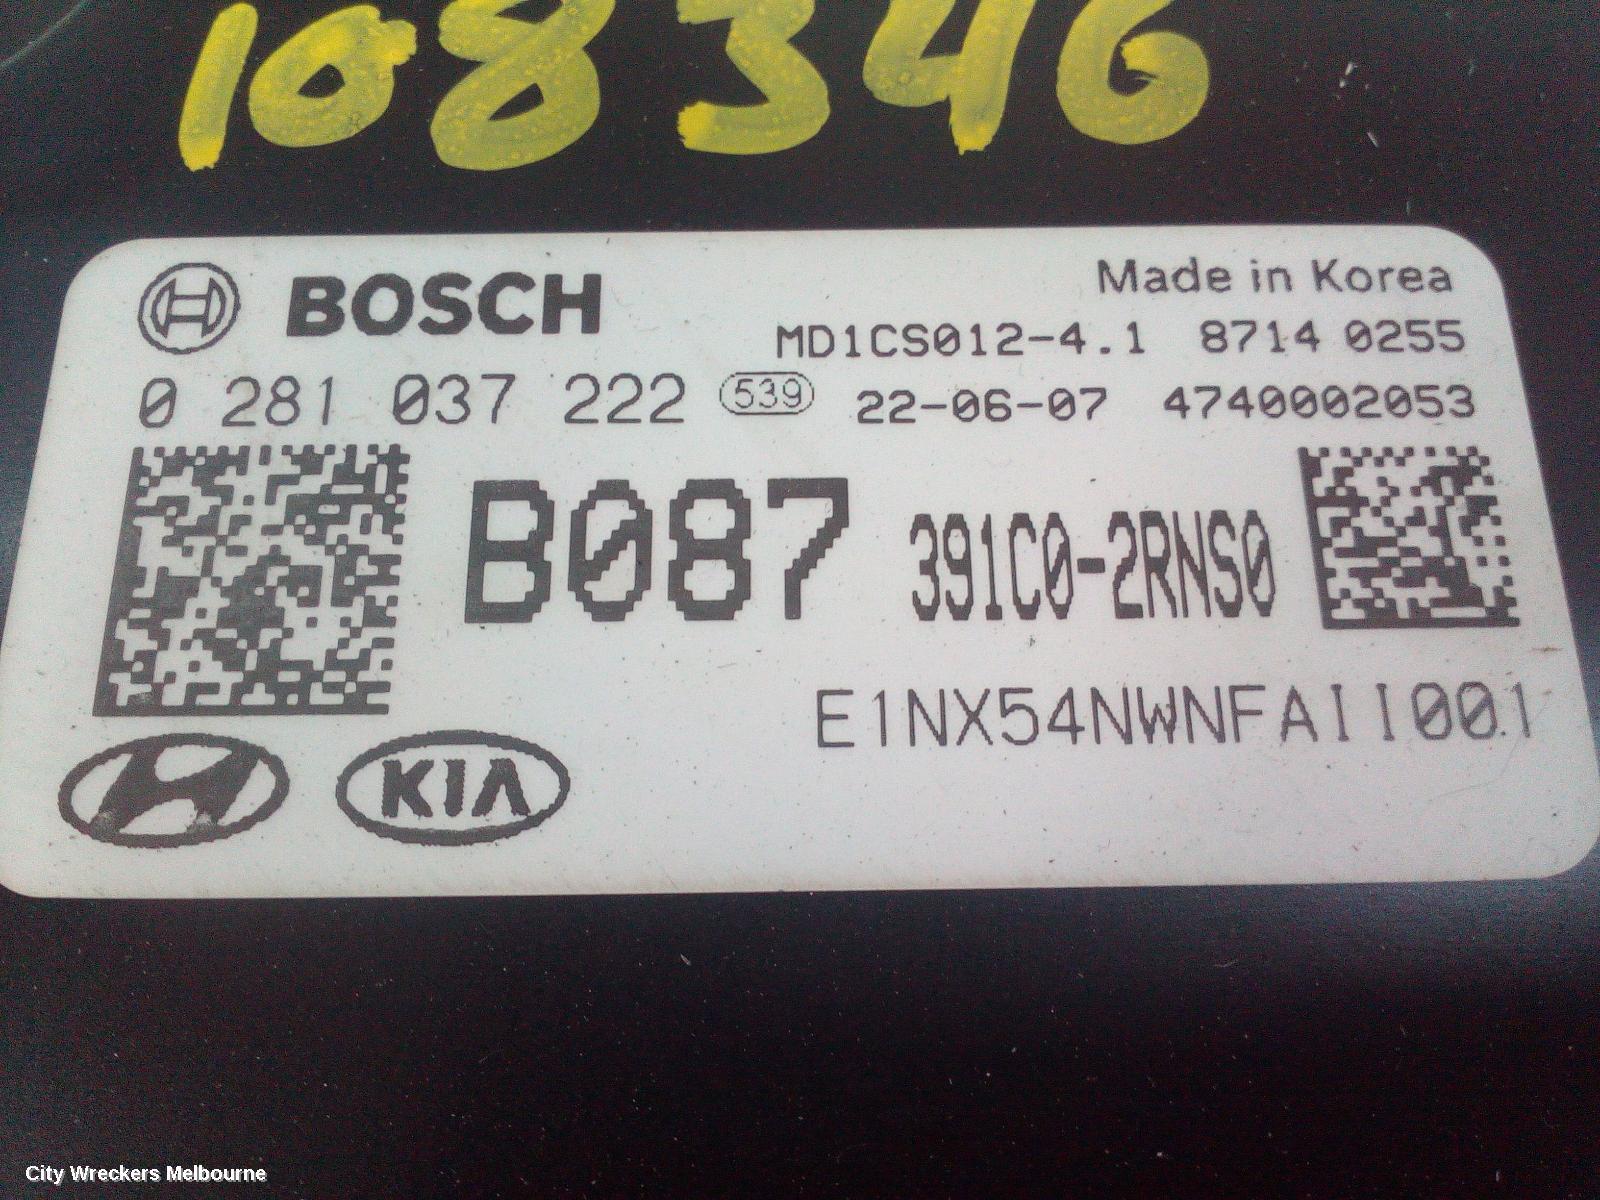 108346
BOSCH
Made in Korea
MD1CS012-4.1 8714 0255
0 281 037 222 539 22-06-07 4740002053
B087 391C0-2RNS0
E1NX54NWNFAII001
KIA
City Wreckers Melbourne